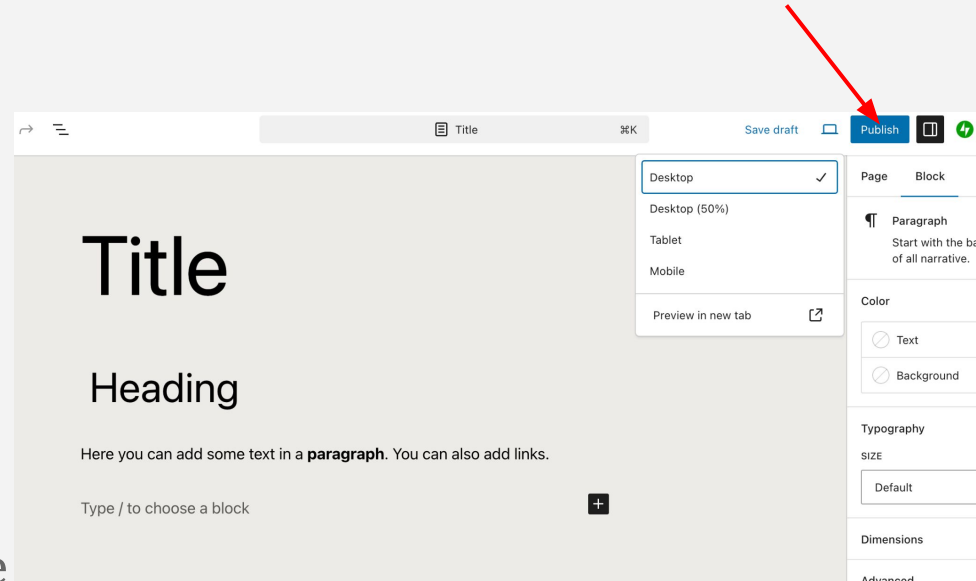 Title
⌘K
Save draft
Publish
Desktop
Desktop (50%)
Tablet
Mobile
Preview in new tab
Page
Block
Paragraph
Start with the ba
of all narrative.
Color
Text
Background
Typography
SIZE
Default
Dimensions
Advanced
Title
Heading
Here you can add some text in a paragraph. You can also add links.
Type / to choose a block